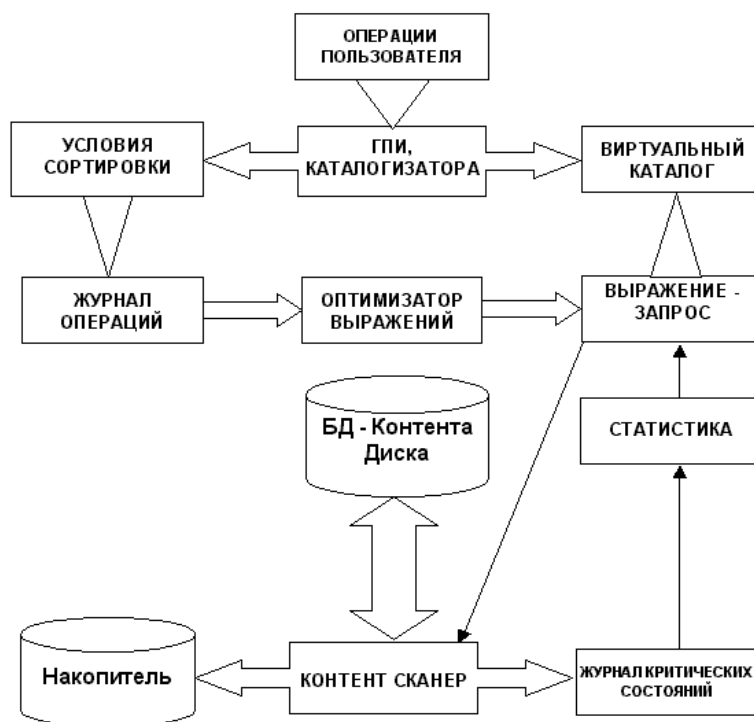 ОПЕРАЦИИ
ПОЛЬЗОВАТЕЛЯ
УСЛОВИЯ
СОРТИРОВКИ
ГПИ,
КАТАЛОГИЗАТОРА
ВИРТУАЛЬНЫЙ
КАТАЛОГ
ЖУРНАЛ
ОПЕРАЦИЙ
ОПТИМИЗАТОР
ВЫРАЖЕНИЙ
ВЫРАЖЕНИЕ -
ЗАПРОС
БД - Контента
Диска
СТАТИСТИКА
Накопитель
КОНТЕНТ СКАНЕР
ЖУРНАЛ КРИТИЧЕСКИХ
СОСТОЯНИЙ